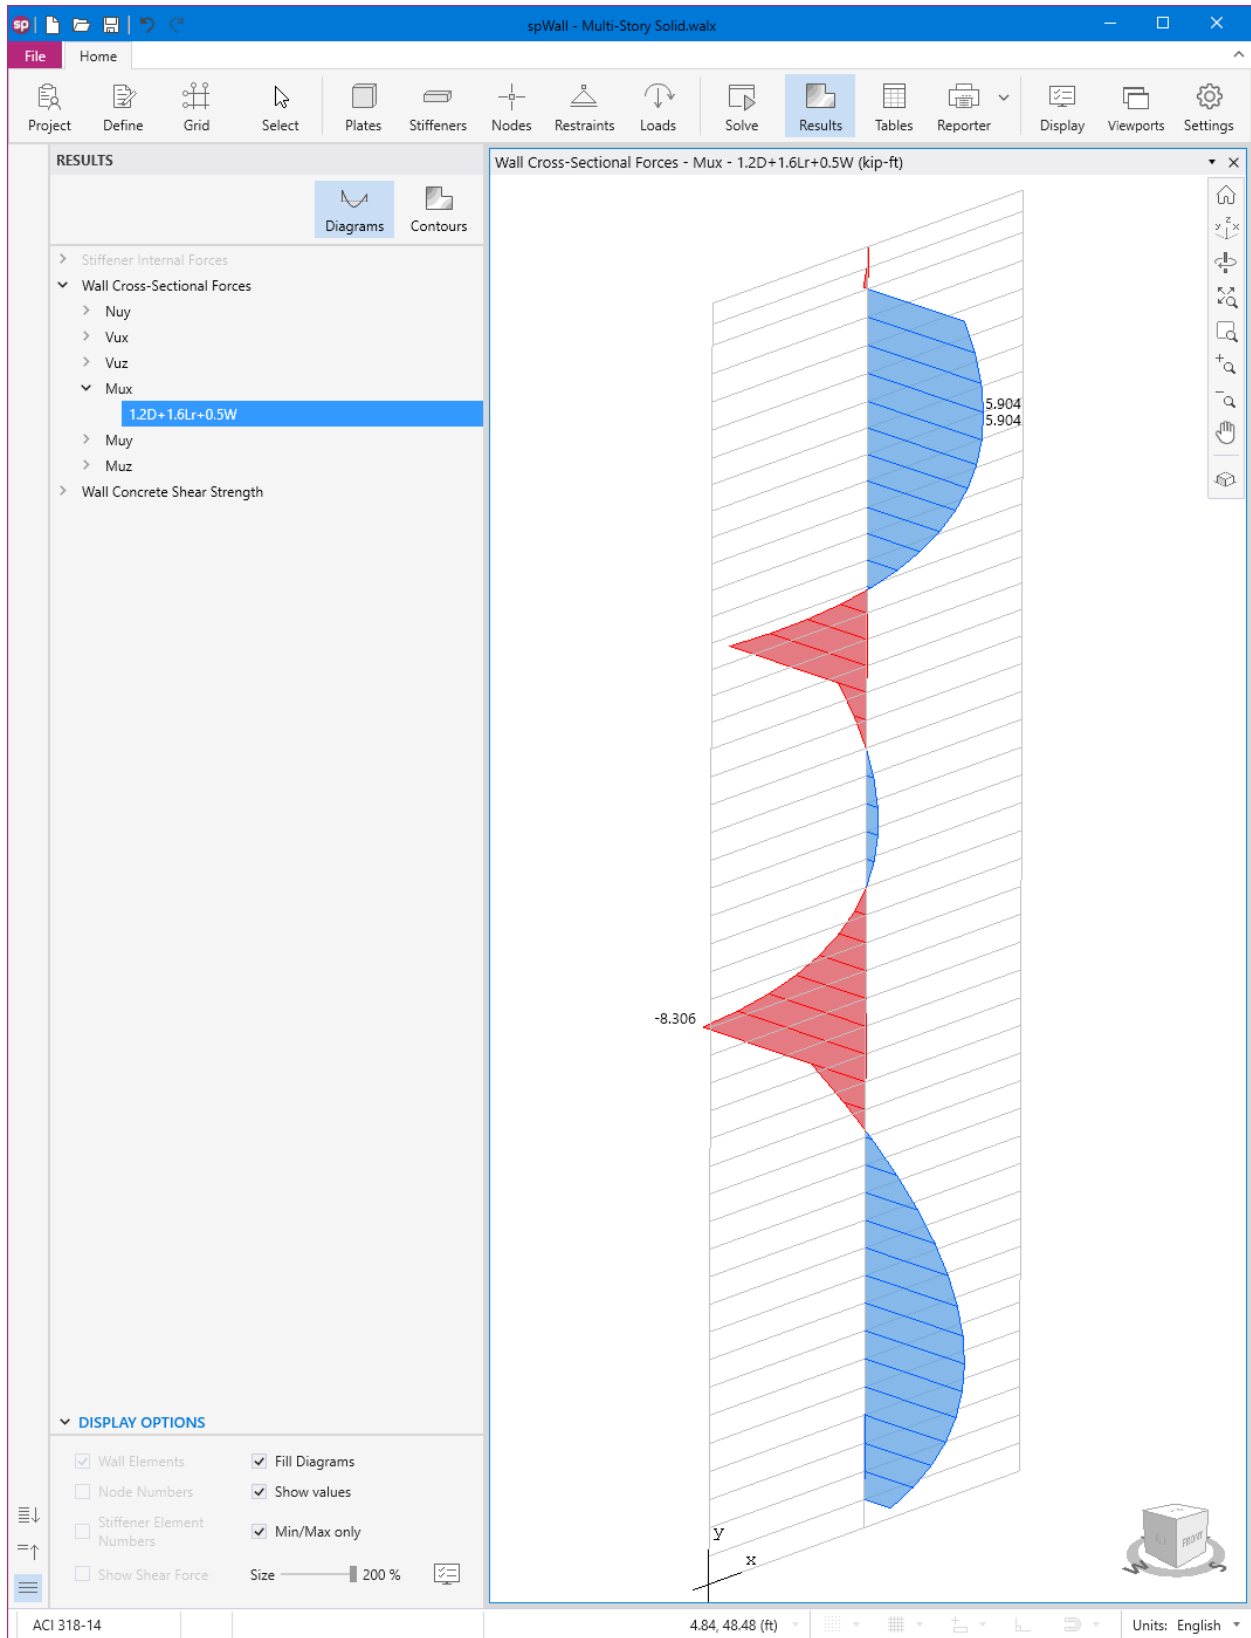 sp
spWall - Multi-Story Solid.walx
File Home
Project Define Grid Select Plates Stiffeners Nodes Restraints Loads Solve Results Tables Reporter Display Viewports Settings
RESULTS
Diagrams Contours
Stiffener Internal Forces
Wall Cross-Sectional Forces
Nuy
Vux
Vuz
Mux
1.2D+1.6Lr+0.5W
Muy
Muz
Wall Concrete Shear Strength
Wall Cross-Sectional Forces - Mux - 1.2D+1.6Lr+0.5W (kip-ft)
z
y x
5.904
5.904
-8.306
y
x
FRONT
W S
DISPLAY OPTIONS
Wall Elements
Fill Diagrams
Node Numbers
Show values
Stiffener Element
Numbers
Min/Max only
Show Shear Force
Size 200 %
ACI 318-14
4.84, 48.48 (ft)
Units: English